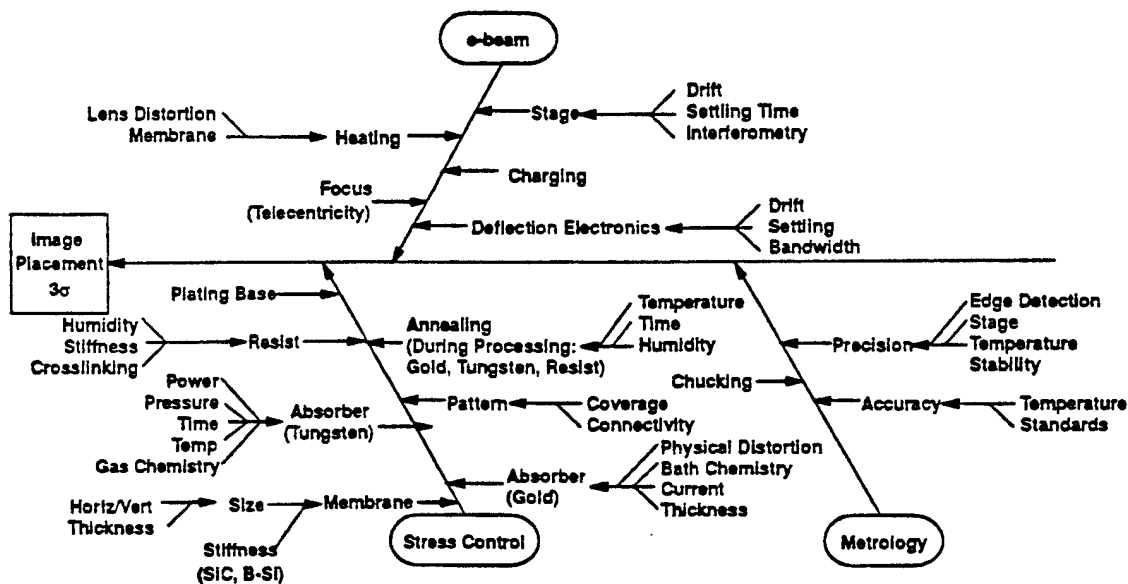 e-beam
Lens Distortion
Membrane
Heating
Stage
Drift
Settling Time
Interferometry
Charging
Focus
(Telecentricity)
Deflection Electronics
Drift
Settling
Bandwidth
Image
Placement
3σ
Plating Base
Humidity
Stiffness
Crosslinking
Resist
Annealing
(During Processing:
Gold, Tungsten, Resist)
Temperature
Time
Humidity
Precision
Edge Detection
Stage
Temperature
Stability
Chucking
Power
Pressure
Time
Temp
Gas Chemistry
Absorber
(Tungsten)
Pattern
Coverage
Connectivity
Accuracy
Temperature
Standards
Absorber
(Gold)
Physical Distortion
Bath Chemistry
Current
Thickness
Horiz/Vert
Thickness
Size
Membrane
Stiffness
(SiC, B-Si)
Stress Control
Metrology